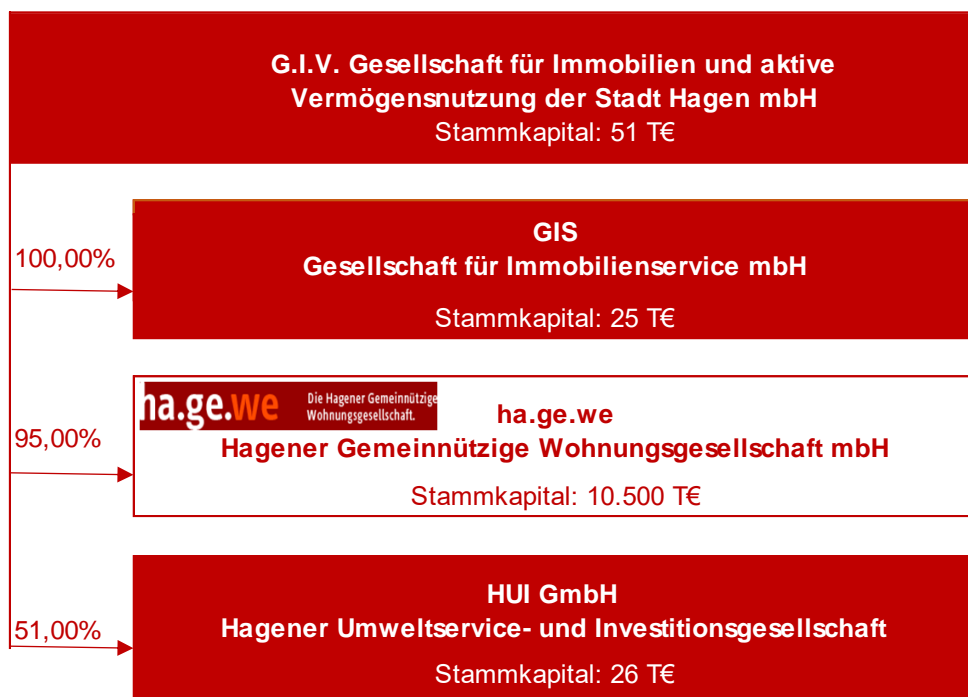 G.I.V. Gesellschaft für Immobilien und aktive
Vermögensnutzung der Stadt Hagen mbH
Stammkapital: 51 T€
100,00%
GIS
Gesellschaft für Immobilienservice mbH
Stammkapital: 25 T€
95,00%
ha.ge.we
Die Hagener Gemeinnützige
Wohnungsgesellschaft.
ha.ge.we
Hagener Gemeinnützige Wohnungsgesellschaft mbH
Stammkapital: 10.500 T€
51,00%
HUI GmbH
Hagener Umweltservice- und Investitionsgesellschaft
Stammkapital: 26 T€